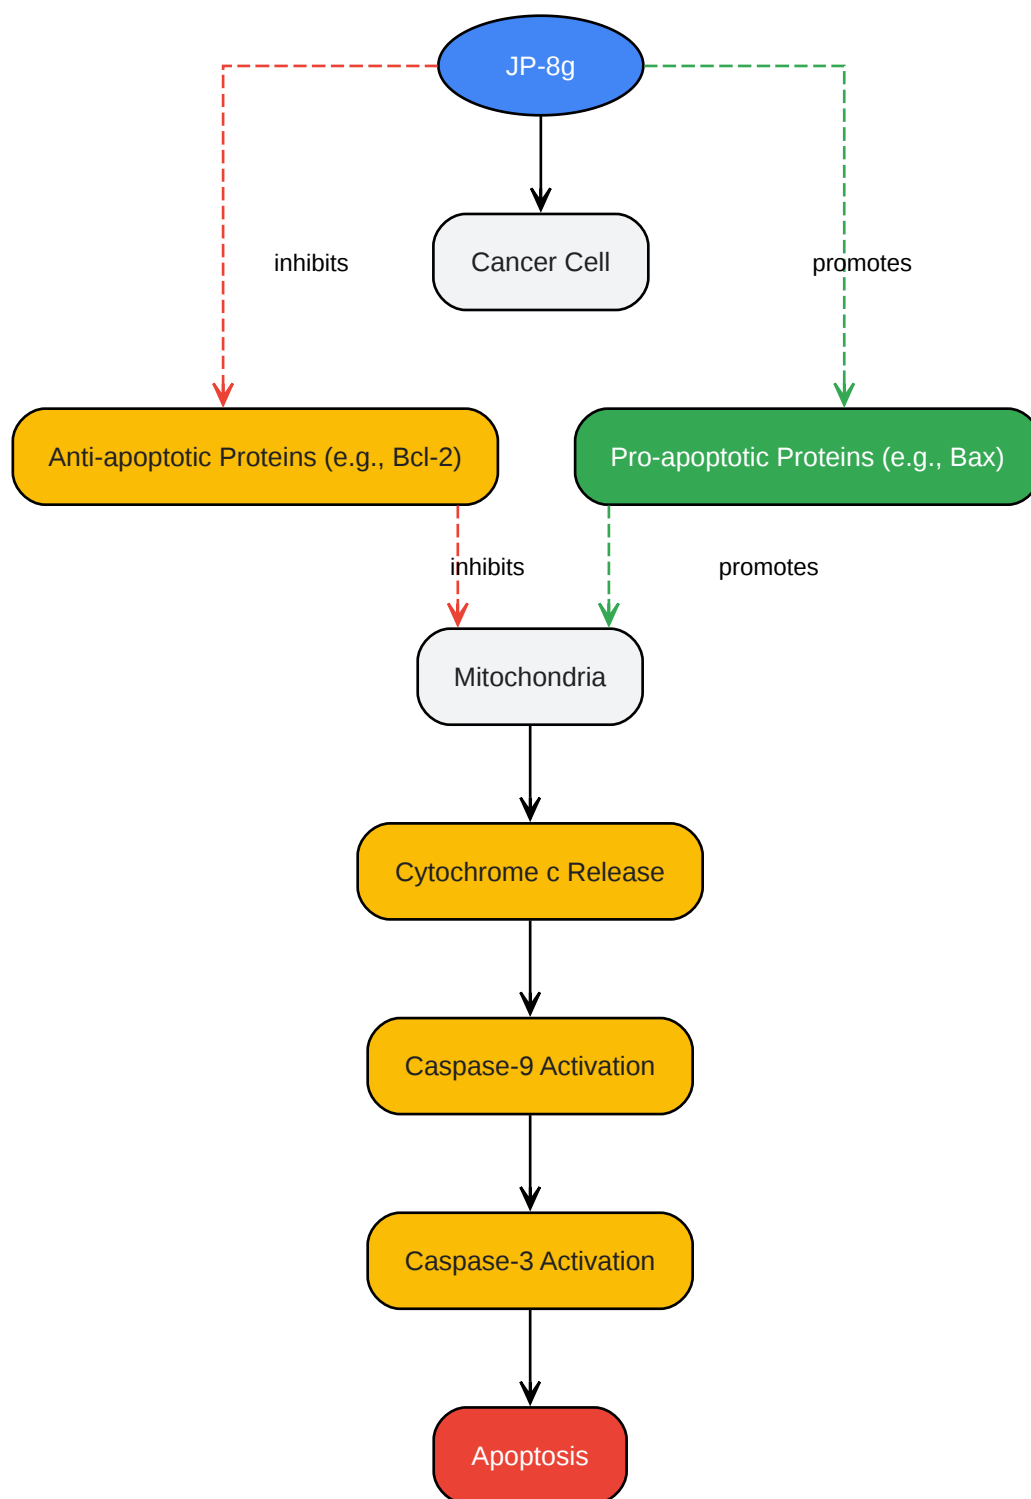 JP-8g
Cancer Cell
inhibits
promotes
Anti-apoptotic Proteins (e.g., Bcl-2)
Pro-apoptotic Proteins (e.g., Bax)
inhibits
promotes
Mitochondria
Cytochrome c Release
Caspase-9 Activation
Caspase-3 Activation
Apoptosis